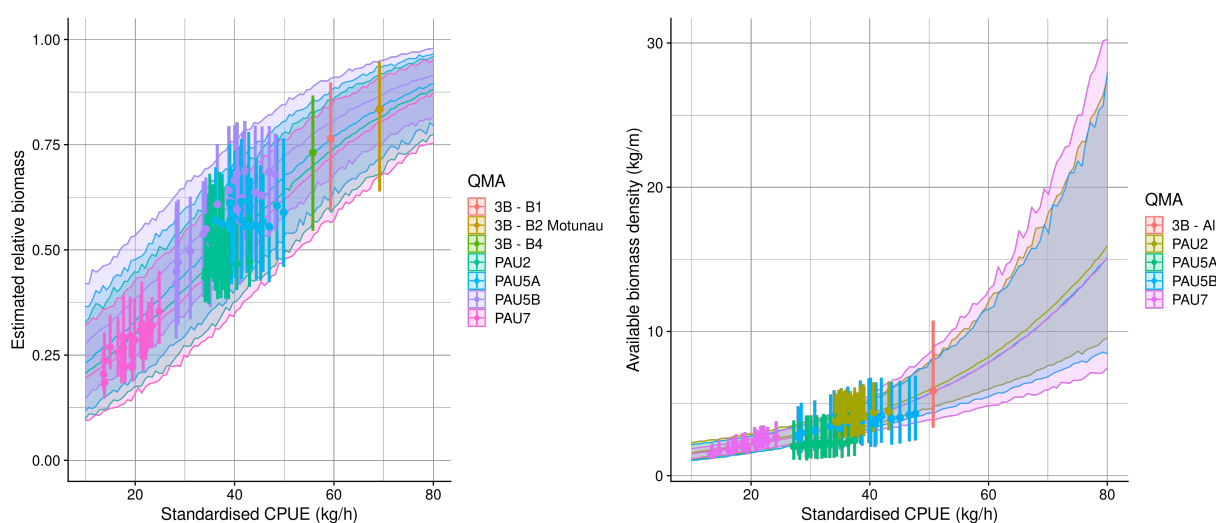 1.00
0.75
0.50
0.25
0.00
Estimated relative biomass
20
40
60
80
Standardised CPUE (kg/h)
QMA
3B - B1
3B - B2 Motunau
3B - B4
PAU2
PAU5A
PAU5B
PAU7
30
20
10
0
Available biomass density (kg/m)
20
40
60
80
Standardised CPUE (kg/h)
QMA
3B - Al
PAU2
PAU5A
PAU5B
PAU7